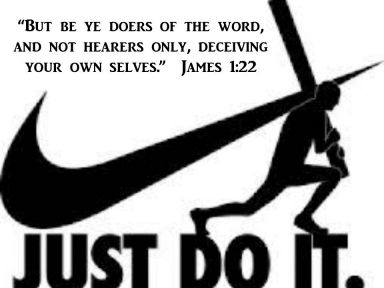 “But be ye doers of the word,
and not hearers only, deceiving
your own selves.” James 1:22
JUST DO IT.